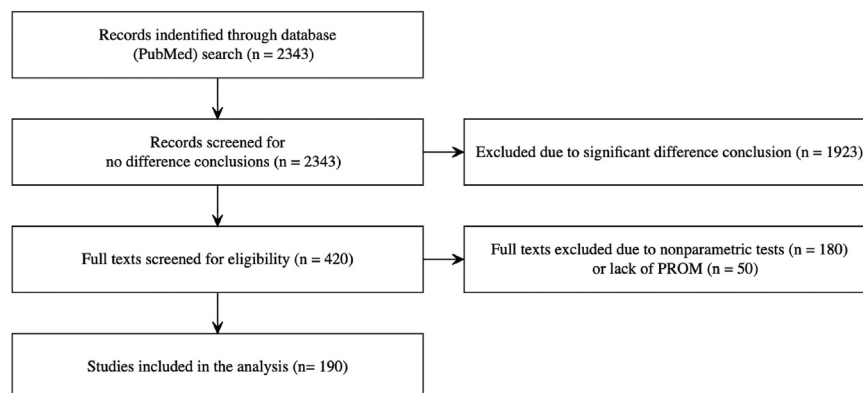 Records indentified through database
(PubMed) search (n = 2343)
Records screened for
no difference conclusions (n = 2343)
Excluded due to significant difference conclusion (n = 1923)
Full texts screened for eligibility (n = 420)
Full texts excluded due to nonparametric tests (n = 180)
or lack of PROM (n = 50)
Studies included in the analysis (n= 190)